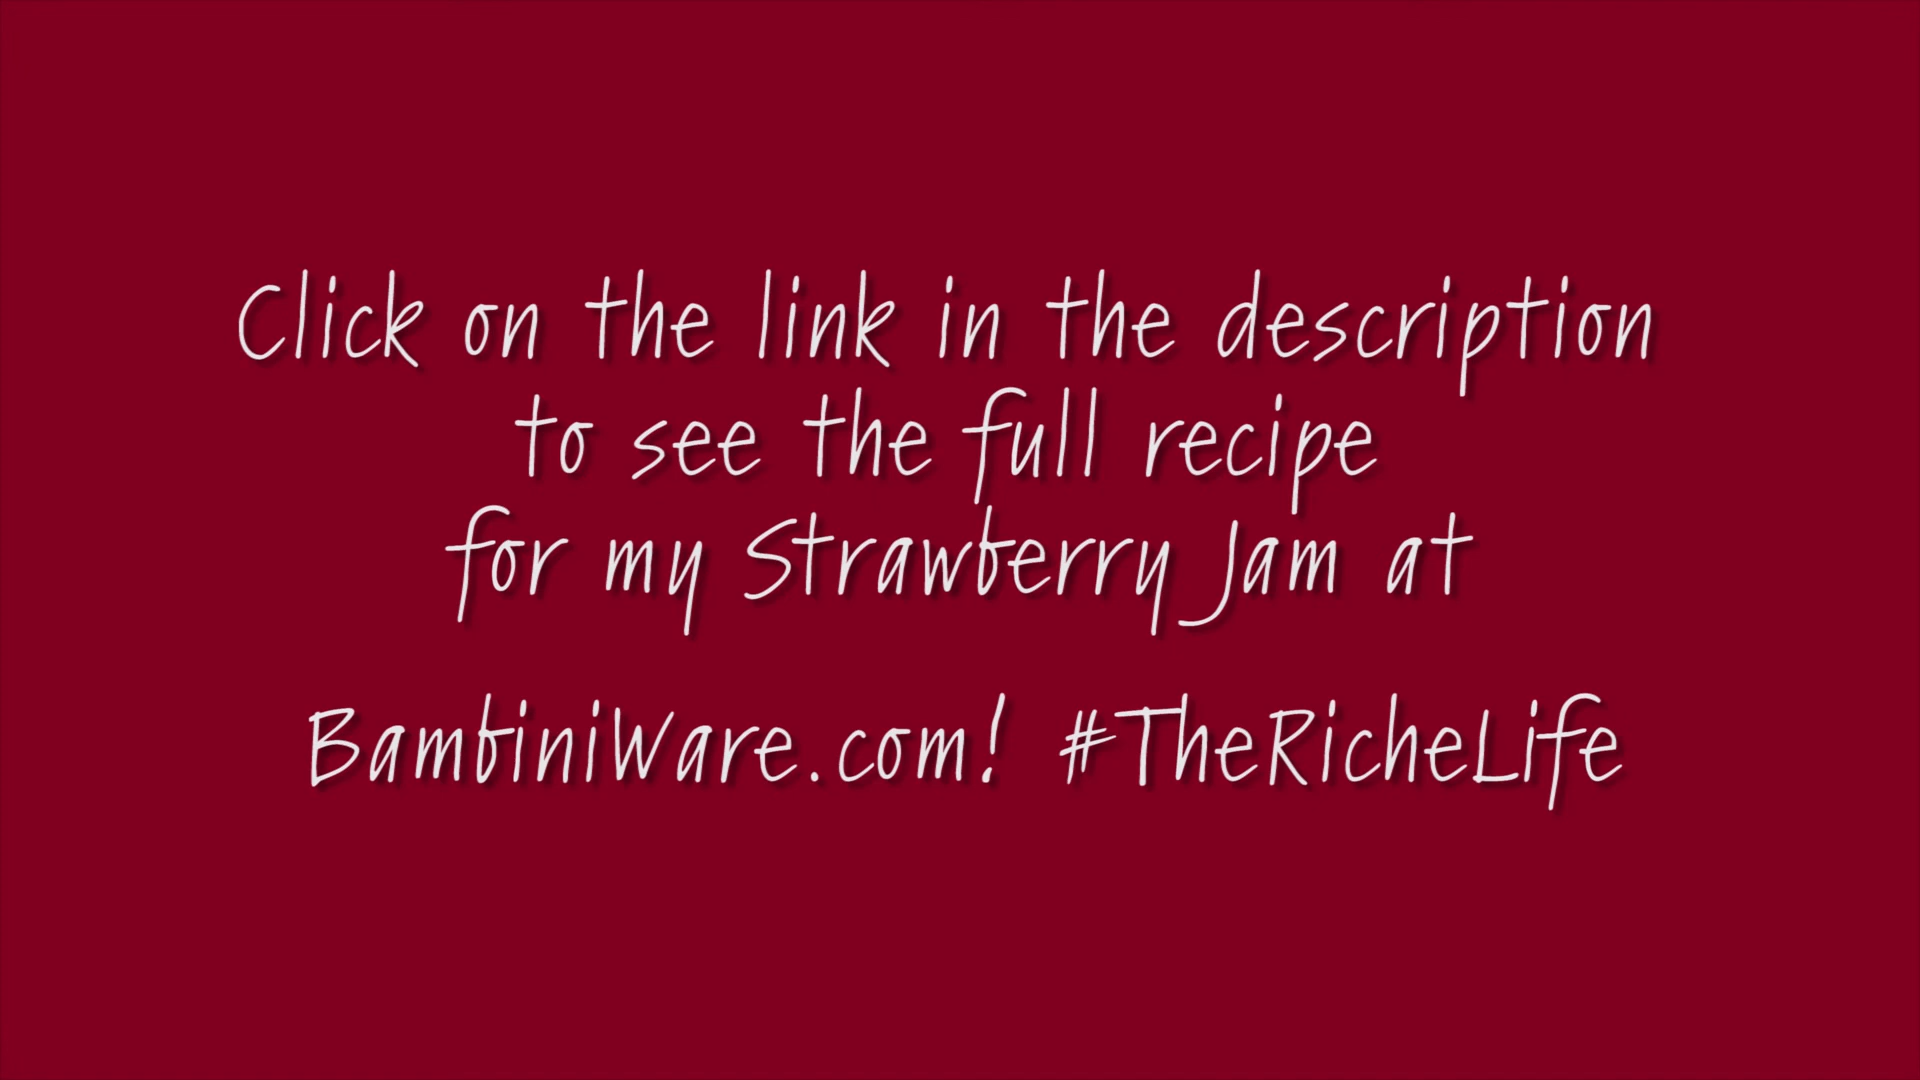 Click on the link in the description
to see the full recipe
for my Strawberry Jam at
BambiniWare.com! #TheRicheLife